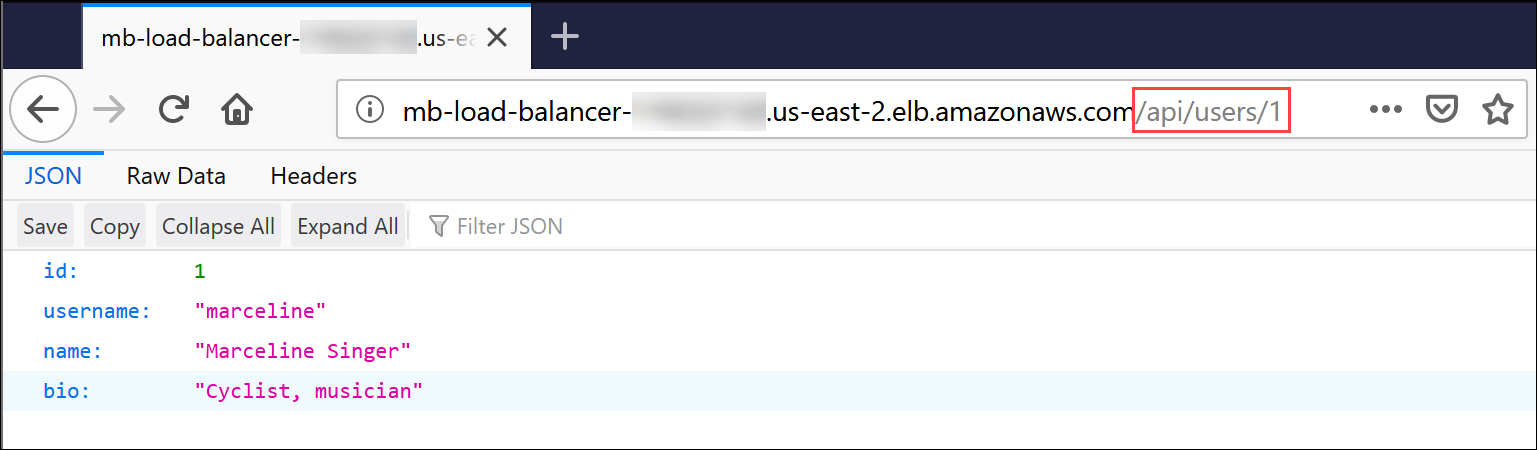 mb-load-balancer- .us-ea
mb-load-balancer- .us-east-2.elb.amazonaws.com/api/users/1
JSON Raw Data Headers
Save Copy Collapse All Expand All Filter JSON
id: 1
username: "marceline"
name: "Marceline Singer"
bio: "Cyclist, musician"